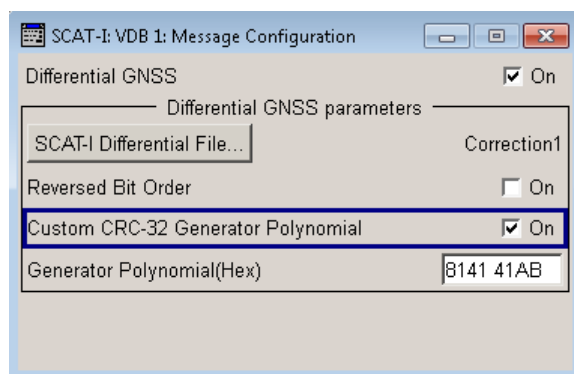 SCAT-I: VDB 1: Message Configuration
Differential GNSS On
Differential GNSS parameters
SCAT-I Differential File... Correction1
Reversed Bit Order On
Custom CRC-32 Generator Polynomial On
Generator Polynomial(Hex) 8141 41AB